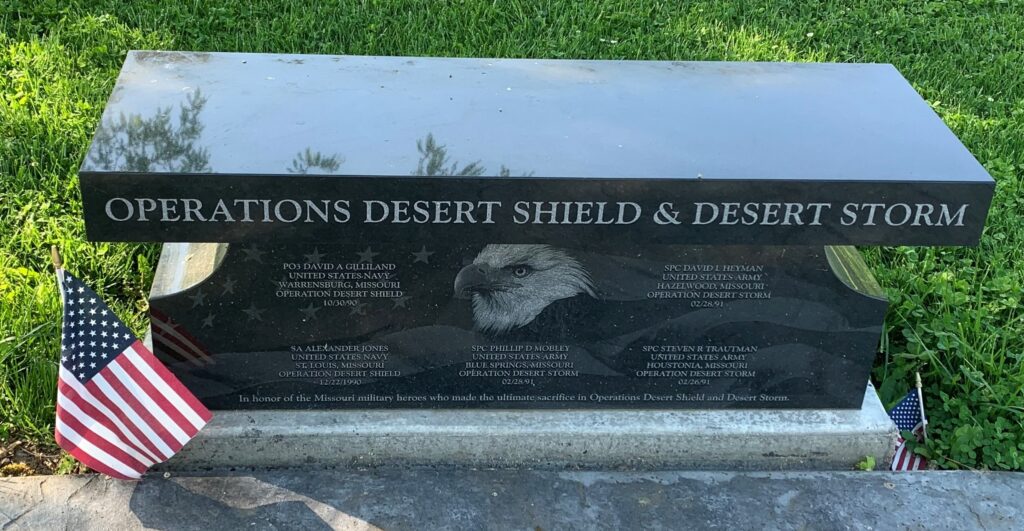 OPERATIONS DESERT SHIELD & DESERT STORM
PO3 DAVID A GILLILAND
UNITED STATES NAVY
WARRENSBURG, MISSOURI
OPERATION DESERT SHIELD
10/30/90
SPC DAVID L HEYMAN
UNITED STATES ARMY
HAZELWOOD, MISSOURI
OPERATION DESERT STORM
02/28/91
SA ALEXANDER JONES
UNITED STATES NAVY
ST. LOUIS, MISSOURI
OPERATION DESERT SHIELD
12/22/1990
SPC PHILLIP D MOBLEY
UNITED STATES ARMY
BLUE SPRINGS, MISSOURI
OPERATION DESERT STORM
02/28/91
SPC STEVEN R TRAUTMAN
UNITED STATES ARMY
HOUSTONIA, MISSOURI
OPERATION DESERT STORM
02/26/91
In honor of the Missouri military heroes who made the ultimate sacrifice in Operations Desert Shield and Desert Storm.